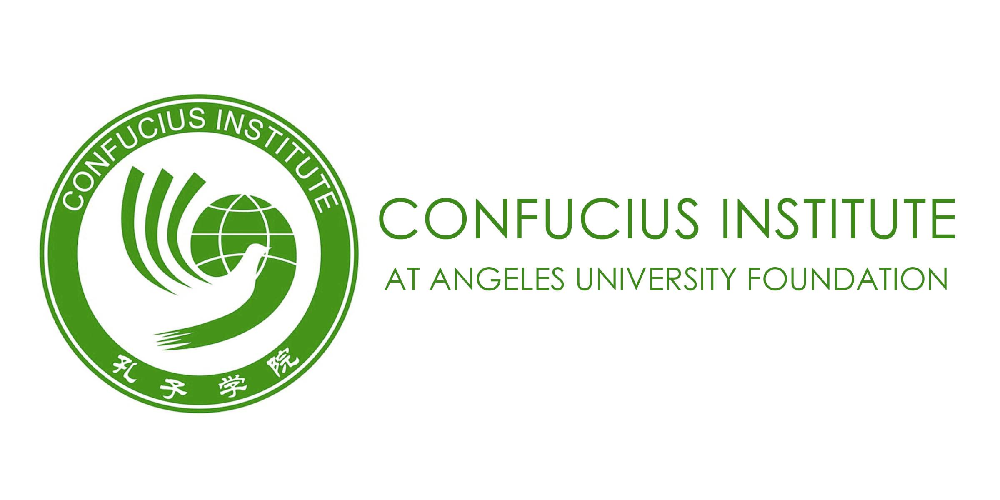 CONFUCIUS INSTITUTE
孔子学院
CONFUCIUS INSTITUTE
AT ANGELES UNIVERSITY FOUNDATION